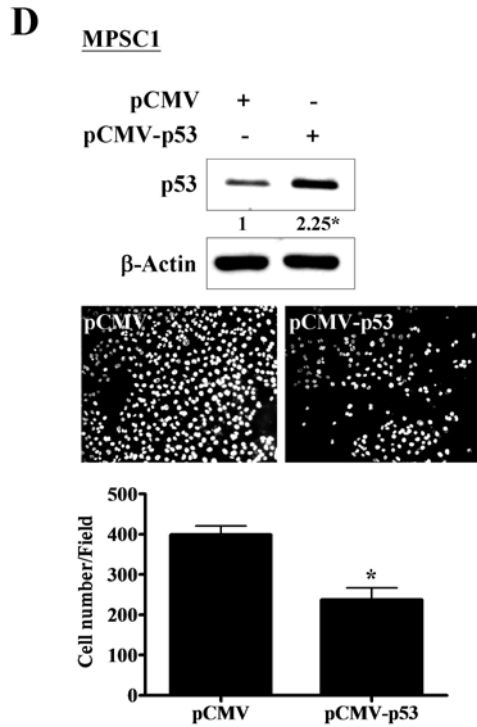 D
MPSC1
pCMV + -
pCMV-p53 - +
p53
1 2.25*
β-Actin
pCMV pCMV-p53
500
400
300
200
100
0
Cell number/Field
*
pCMV pCMV-p53